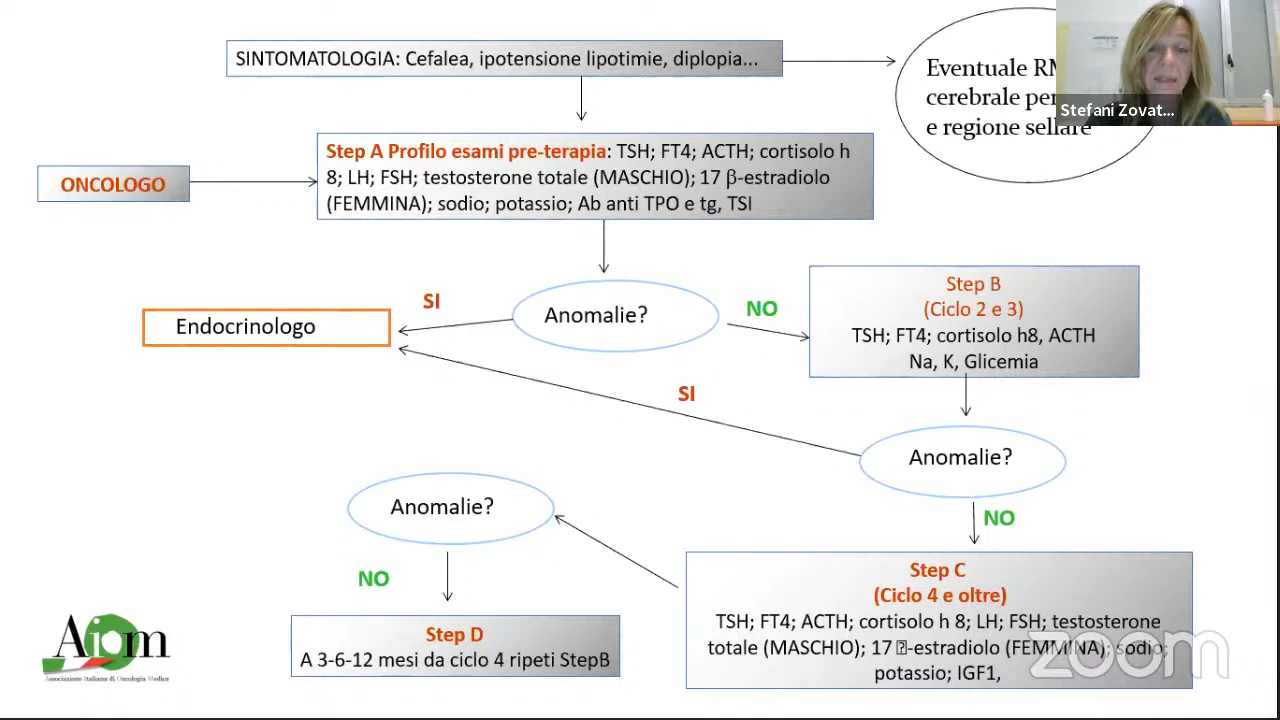 SINTOMATOLOGIA: Cefalea, ipotensione lipotimie, diplopia...
Eventuale
cerebrale
e regione sellare
Stefani Zovat...
Step A Profilo esami pre-terapia: TSH; FT4; ACTH; cortisolo h
8; LH; FSH; testosterone totale (MASCHIO); 17 β-estradiolo
(FEMMINA); sodio; potassio; Ab anti TPO e tg, TSI
ONCOLOGO
Anomalie?
SI
NO
Endocrinologo
Step B
(Ciclo 2 e 3)
TSH; FT4; cortisolo h8, ACTH
Na, K, Glicemia
SI
Anomalie?
NO
Anomalie?
NO
Step C
(Ciclo 4 e oltre)
TSH; FT4; ACTH; cortisolo h 8; LH; FSH; testosterone
totale (MASCHIO); 17 -estradiolo (FEMMINA); sodio;
potassio; IGF1,
Step D
A 3-6-12 mesi da ciclo 4 ripeti StepB
Aiom
Associazione Italiana di Oncologia Medica
zoom